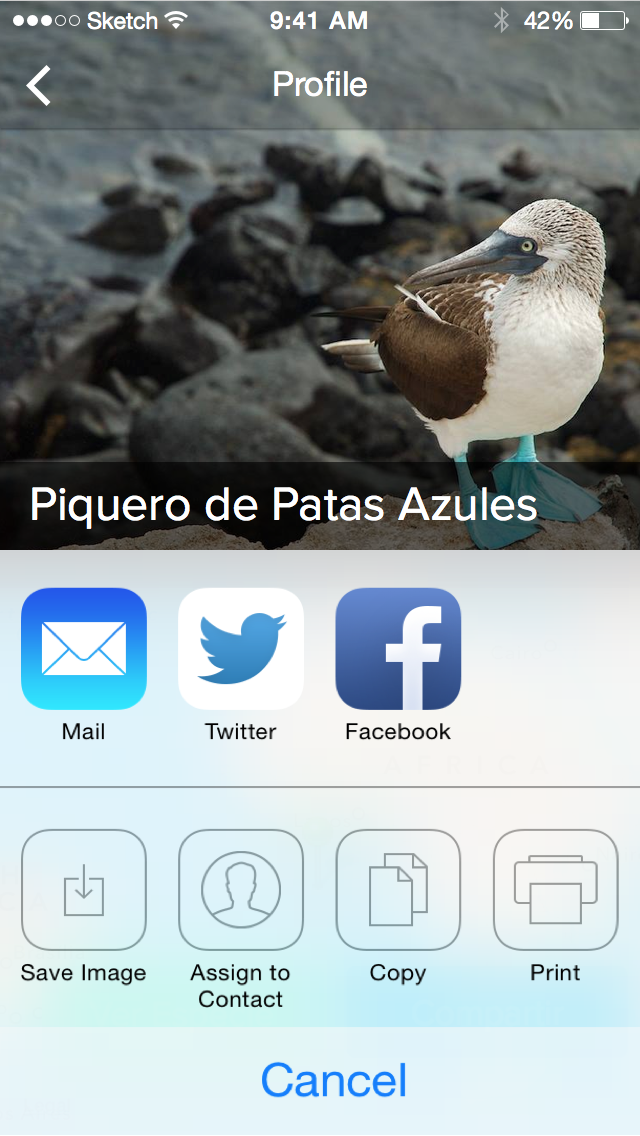 Sketch 9:41 AM 42%
Profile
Piquero de Patas Azules
Mail Twitter Facebook
Save Image Assign to Contact Copy Print
Cancel